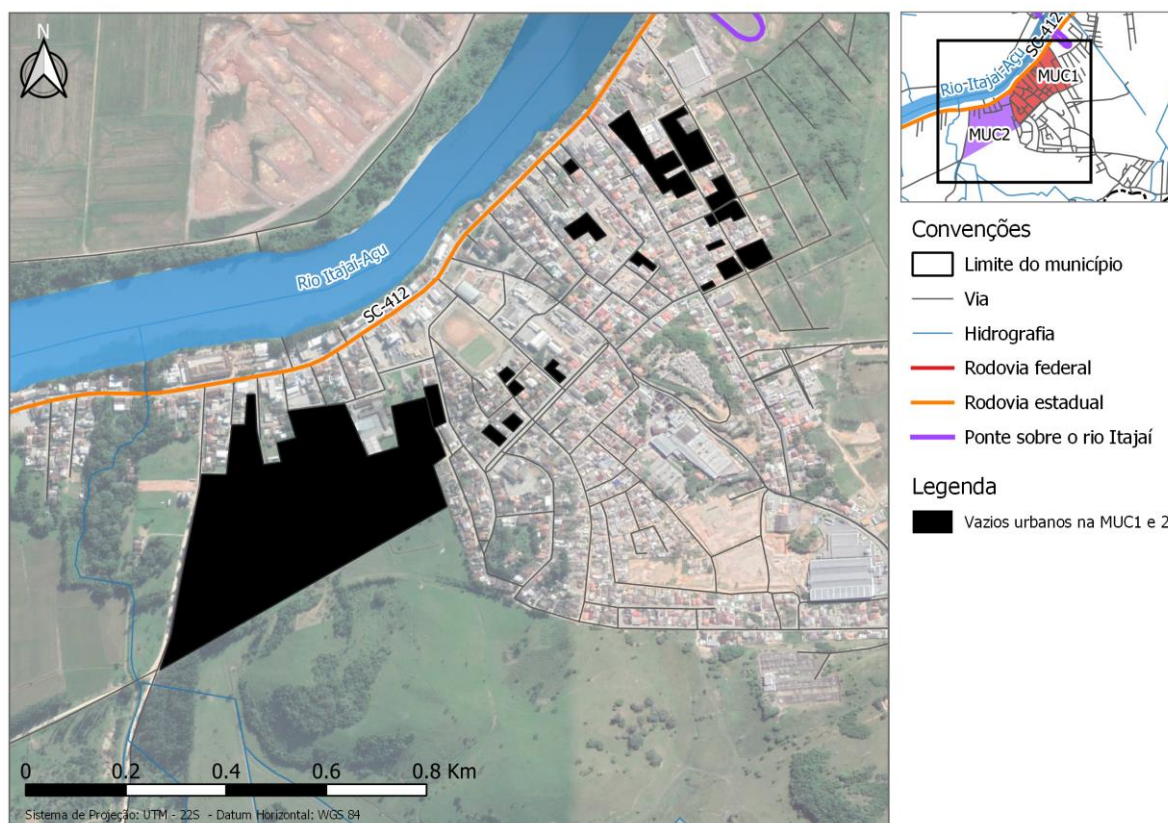 N
Rio Itajaí-Açu
SC-412
0 0.2 0.4 0.6 0.8 Km
Sistema de Projeção: UTM - 22S - Datum Horizontal: WGS 84
Rio Itajaí-Açu
SC-412
MUC1
MUC2
Convenções
Limite do município
Via
Hidrografia
Rodovia federal
Rodovia estadual
Ponte sobre o rio Itajaí
Legenda
Vazios urbanos na MUC1 e 2